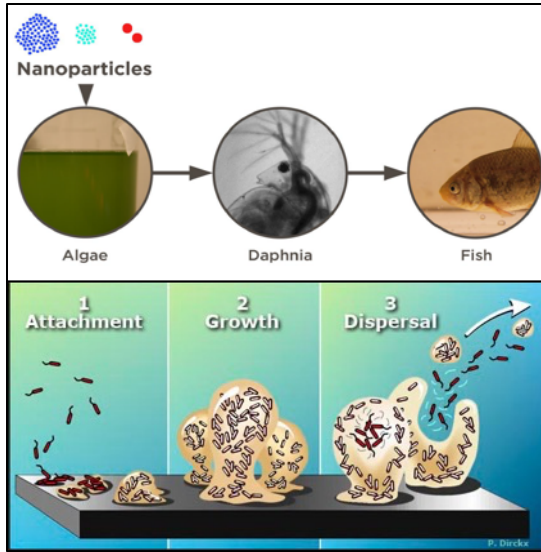 Nanoparticles
Algae
Daphnia
Fish
1
Attachment
2
Growth
3
Dispersal
P. Dirckx